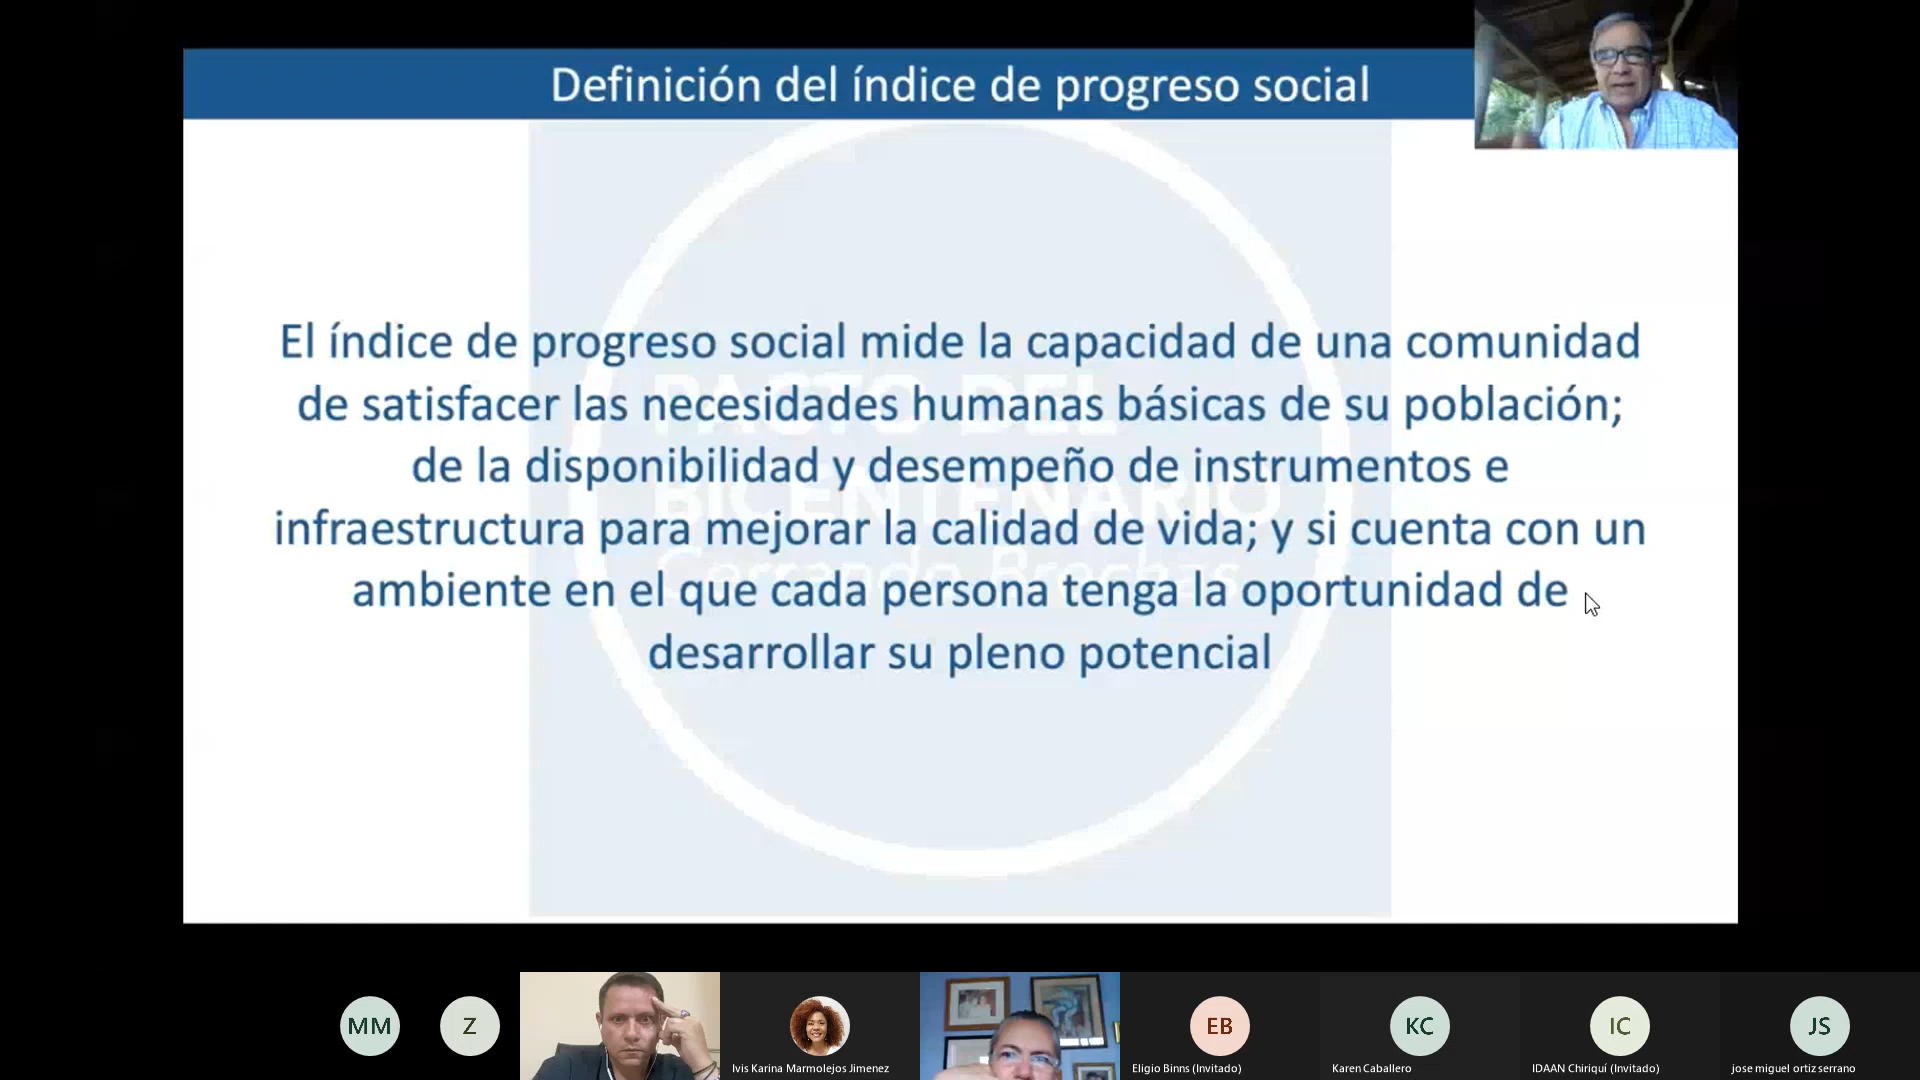 Definición del índice de progreso social
El índice de progreso social mide la capacidad de una comunidad
de satisfacer las necesidades humanas básicas de su población;
de la disponibilidad y desempeño de instrumentos e
infraestructura para mejorar la calidad de vida; y si cuenta con un
ambiente en el que cada persona tenga la oportunidad de
desarrollar su pleno potencial
PACTO DEL
BICENTENARIO
Cerrando Brechas
MM
Z
Ivis Karina Marmolejos Jimenez
EB
Eligio Binns (Invitado)
KC
Karen Caballero
IC
IDAAN Chiriquí (Invitado)
JS
jose miguel ortiz serrano